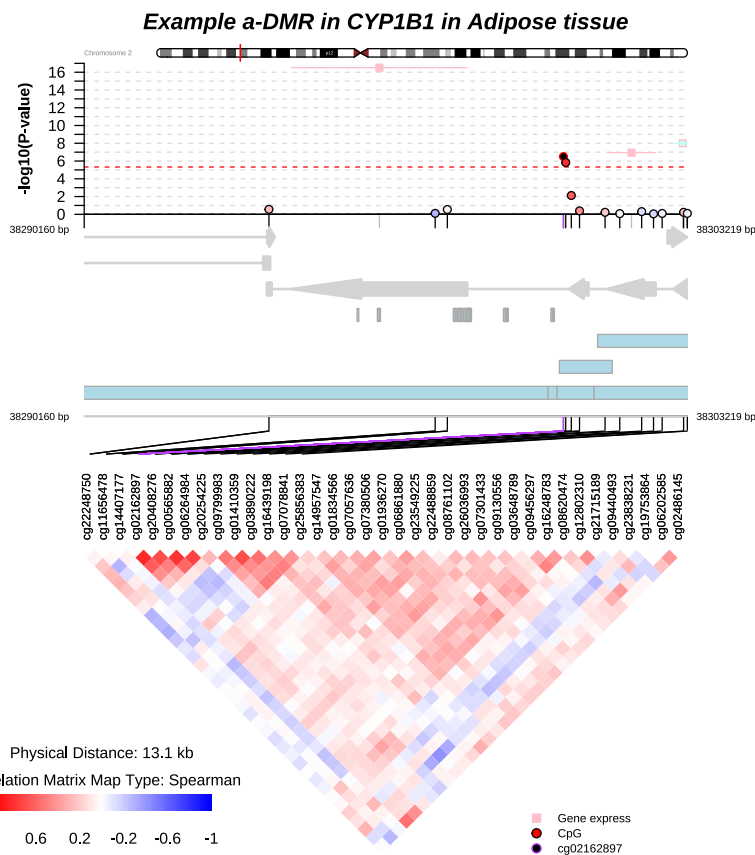 Example a-DMR in CYP1B1 in Adipose tissue
Chromosome 2
p12
-log10(P-value)
16
14
12
10
8
6
4
2
0
38290160 bp
38303219 bp
38290160 bp
38303219 bp
cg22248750
cg11656478
cg14407177
cg02162897
cg20408276
cg00565882
cg06264984
cg20254225
cg09799983
cg01410359
cg03890222
cg16439198
cg07078841
cg25856383
cg14957547
cg01834566
cg07057636
cg07380506
cg01936270
cg06861880
cg23549225
cg22488859
cg08761102
cg26036993
cg07301433
cg09130556
cg03648789
cg09456297
cg16248783
cg08620474
cg12802310
cg21715189
cg09440493
cg23838231
cg19753864
cg06202585
cg02486145
Physical Distance: 13.1 kb
elation Matrix Map Type: Spearman
0.6 0.2 -0.2 -0.6 -1
Gene express
CpG
cg02162897